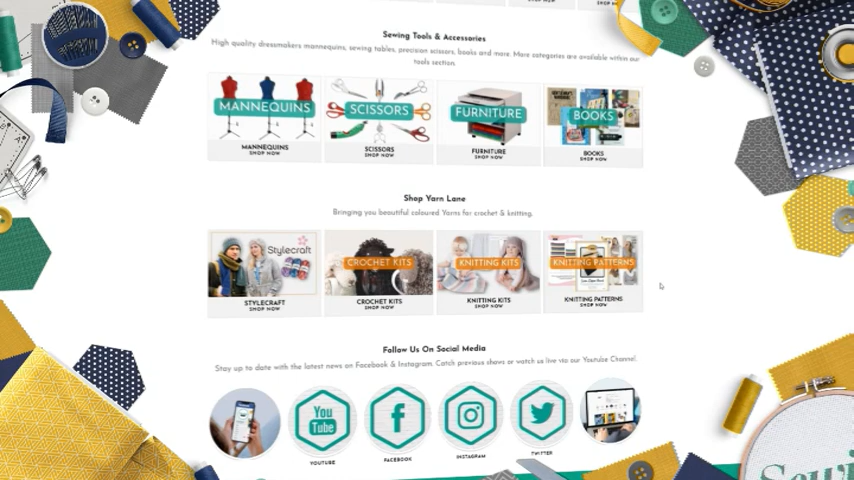 Sewing Tools & Accessories
High quality dressmakers mannequins, sewing tables, precision scissors, books and more. More categories are available within our
tools section.
MANNEQUINS
SCISSORS
FURNITURE
BOOKS
MANNEQUINS
SHOP NOW
SCISSORS
SHOP NOW
FURNITURE
SHOP NOW
BOOKS
SHOP NOW
Shop Yarn Lane
Bringing you beautiful coloured Yarns for crochet & knitting.
Stylecraft
CROCHET KITS
KNITTING KITS
KNITTING PATTERNS
STYLECRAFT
SHOP NOW
CROCHET KITS
SHOP NOW
KNITTING KITS
SHOP NOW
KNITTING PATTERNS
SHOP NOW
Follow Us On Social Media
Stay up to date with the latest news on Facebook & Instagram. Catch previous shows or watch us live via our Youtube Channel.
You
Tube
YOUTUBE
FACEBOOK
INSTAGRAM
TWITTER